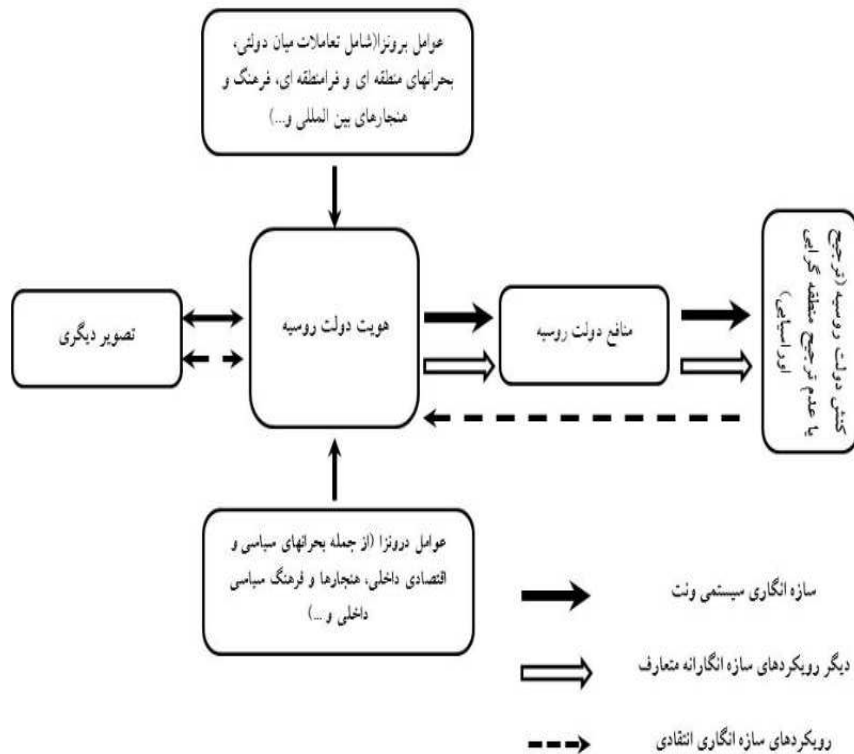 عوامل برونزا(شامل تعاملات میان دولتی،
بحرانهای منطقه ای و فرامنطقه ای، فرهنگ و
هنجارهای بین المللی و...)
تصویر دیگری
هویت دولت روسیه
منافع دولت روسیه
کنش دولت روسیه (ترجیح
یا عدم ترجیح منطقه گرایی
اوراسیایی)
عوامل درونزا (از جمله بحرانهای سیاسی و
اقتصادی داخلی، هنجارها و فرهنگ سیاسی
داخلی و ...)
سازه انگاری سیستمی ونت
دیگر رویکردهای سازه انگارانه متعارف
رویکردهای سازه انگاری انتقادی